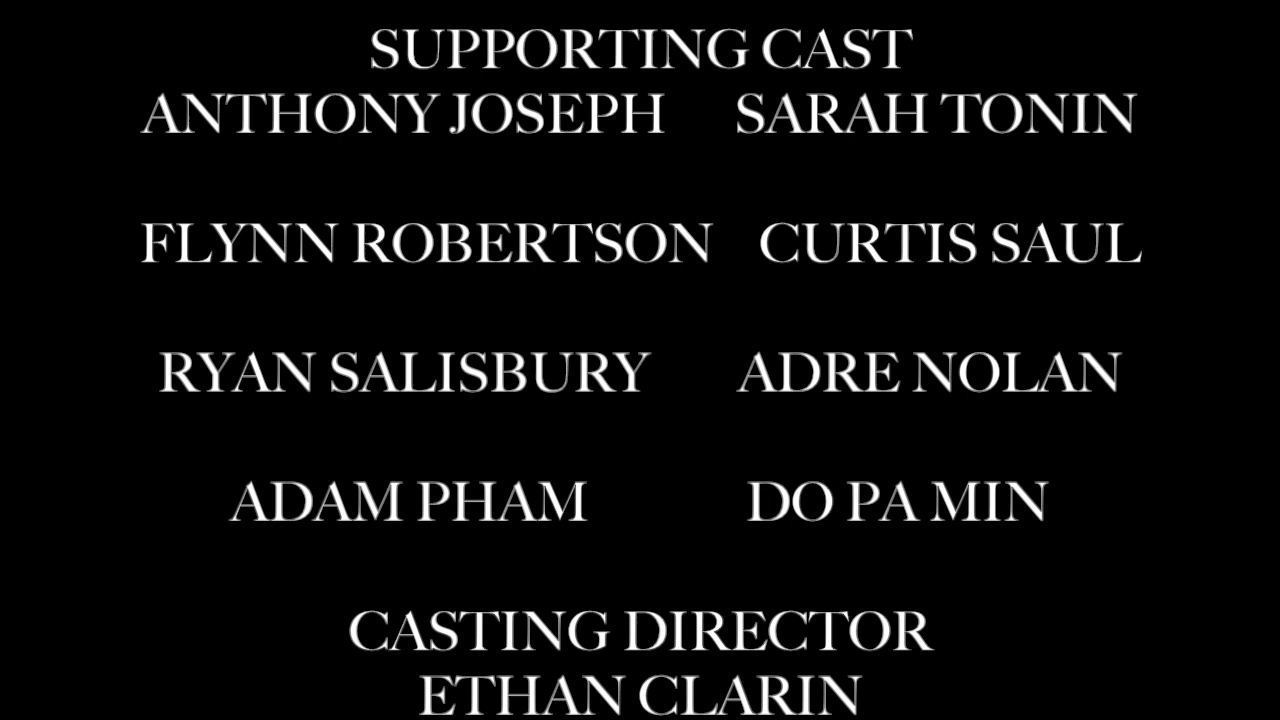 SUPPORTING CAST
ANTHONY JOSEPH SARAH TONIN
FLYNN ROBERTSON CURTIS SAUL
RYAN SALISBURY ADRE NOLAN
ADAM PHAM DO PA MIN
CASTING DIRECTOR
ETHAN CLARIN